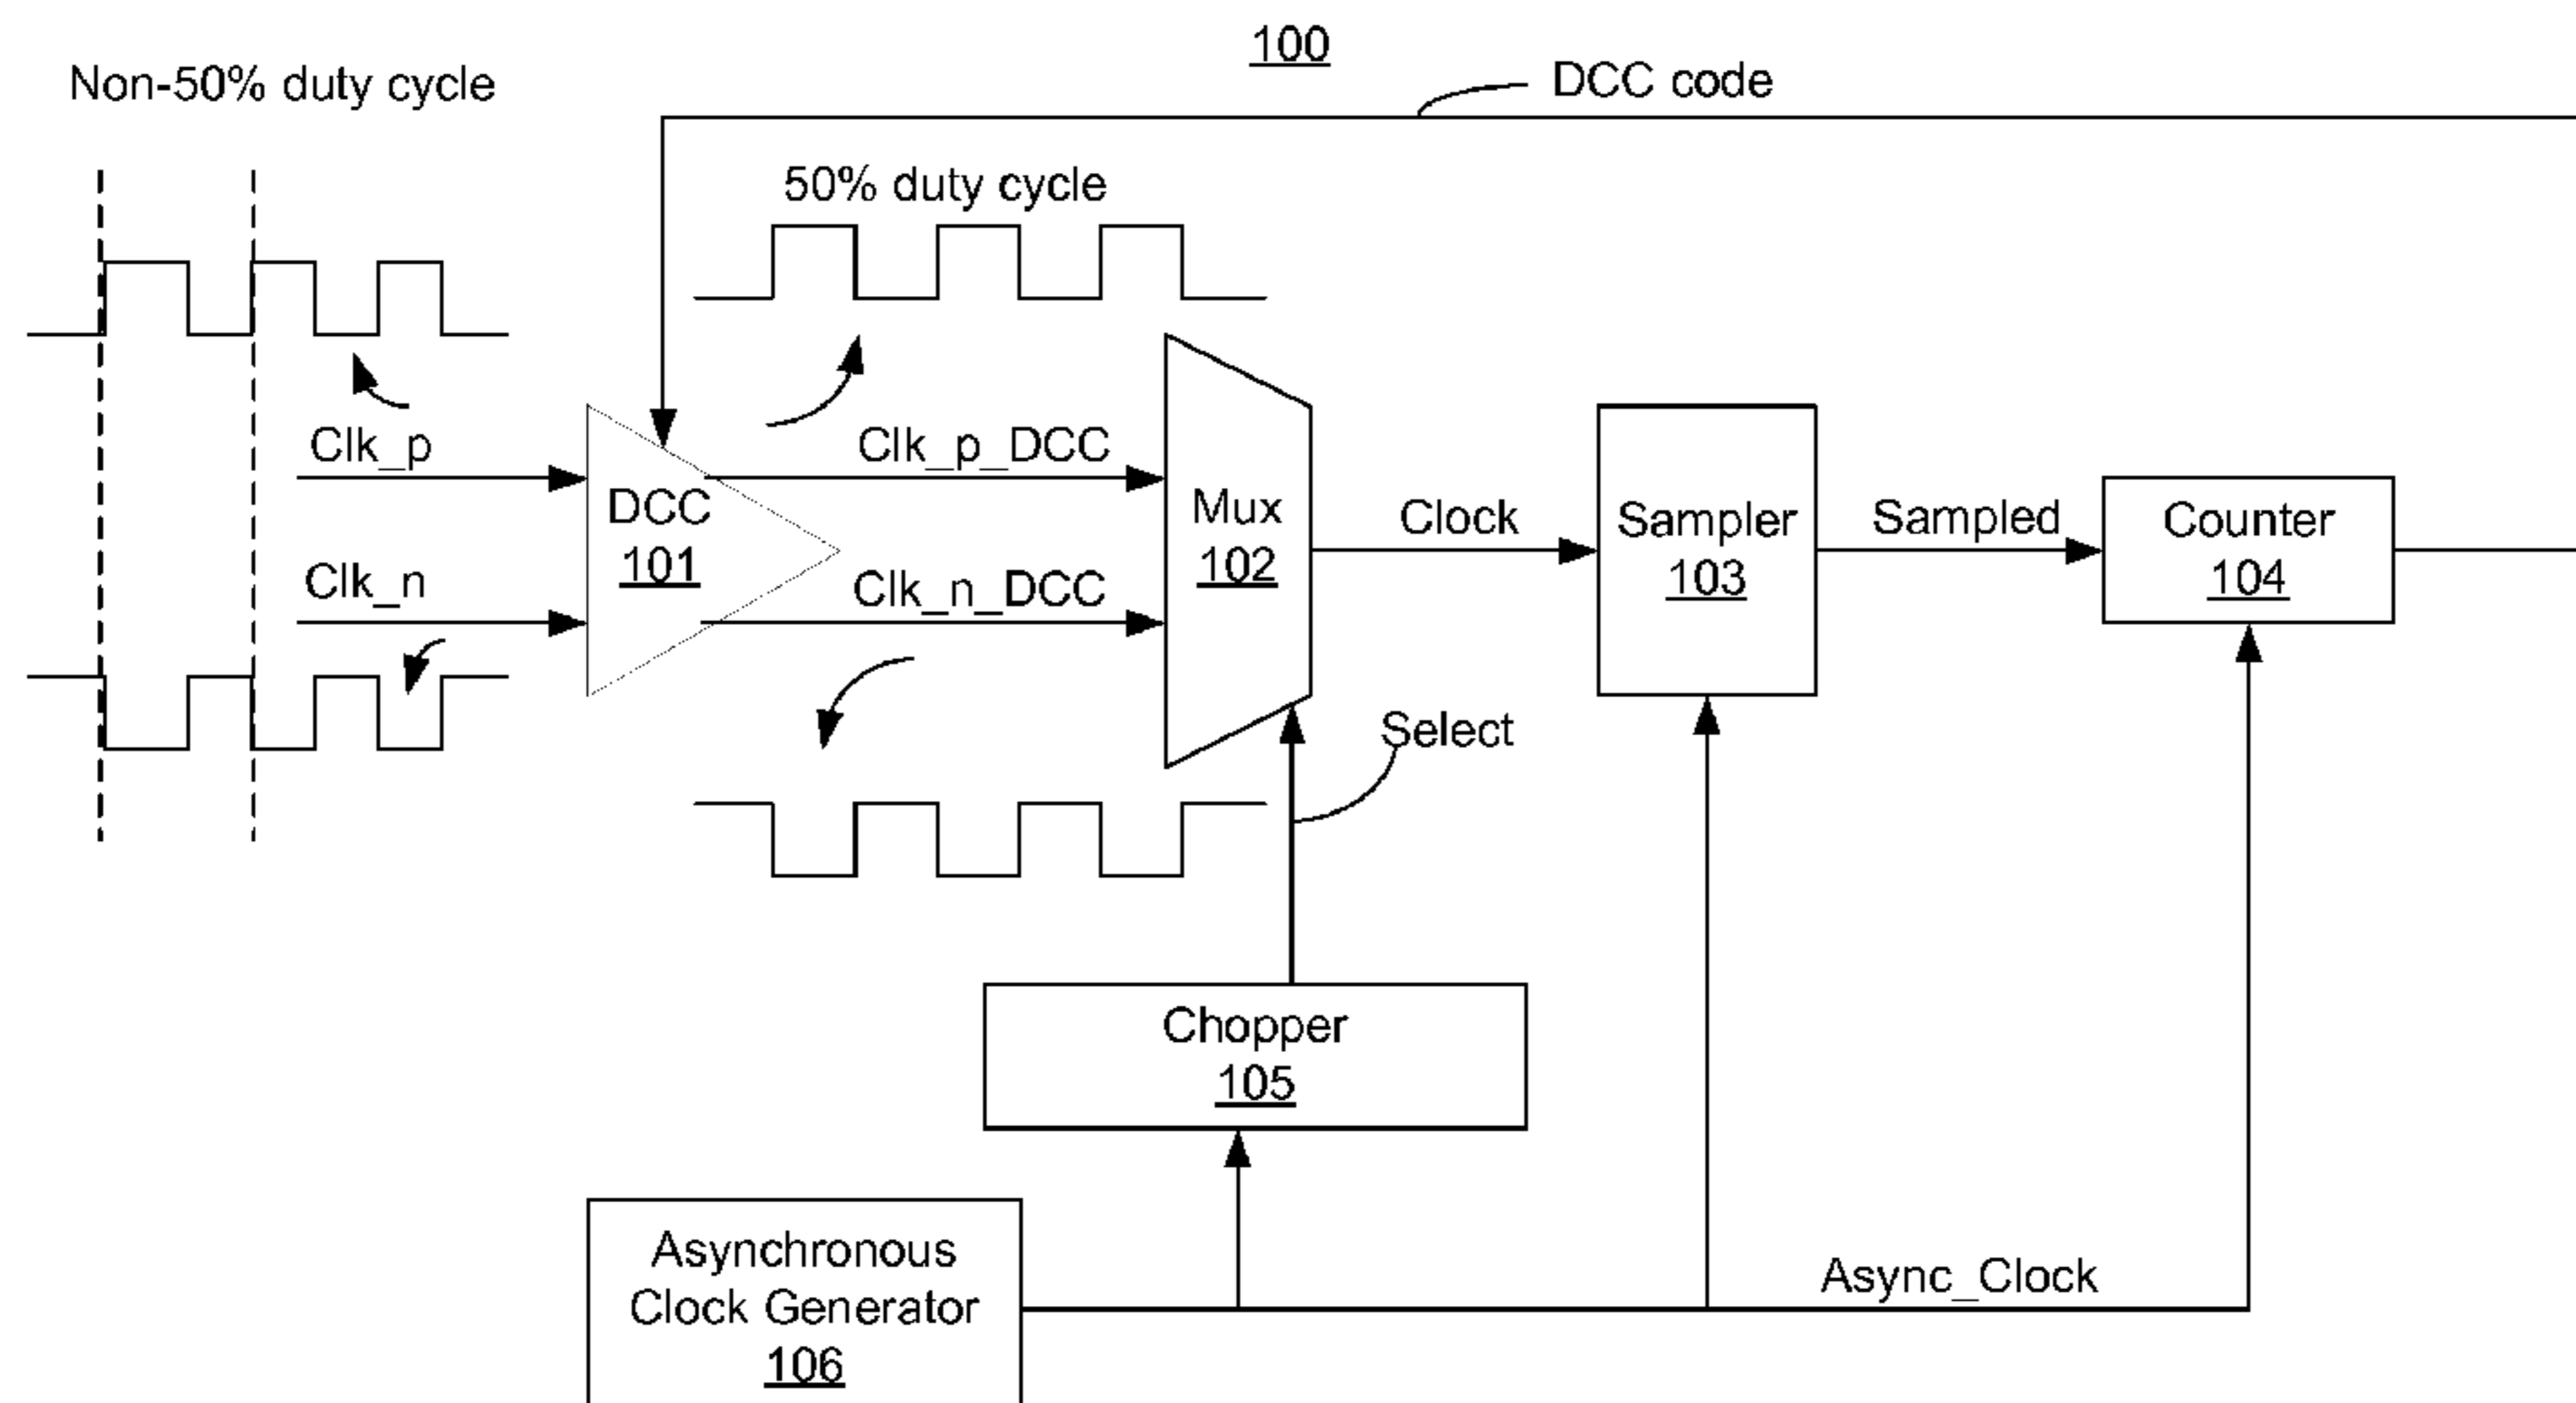 100
Non-50% duty cycle
DCC code
50% duty cycle
Clk_p
Clk_p_DCC
DCC
101
Mux
102
Clock
Sampler
103
Sampled
Counter
104
Clk_n
Clk_n_DCC
Select
Chopper
105
Asynchronous
Clock Generator
106
Async_Clock